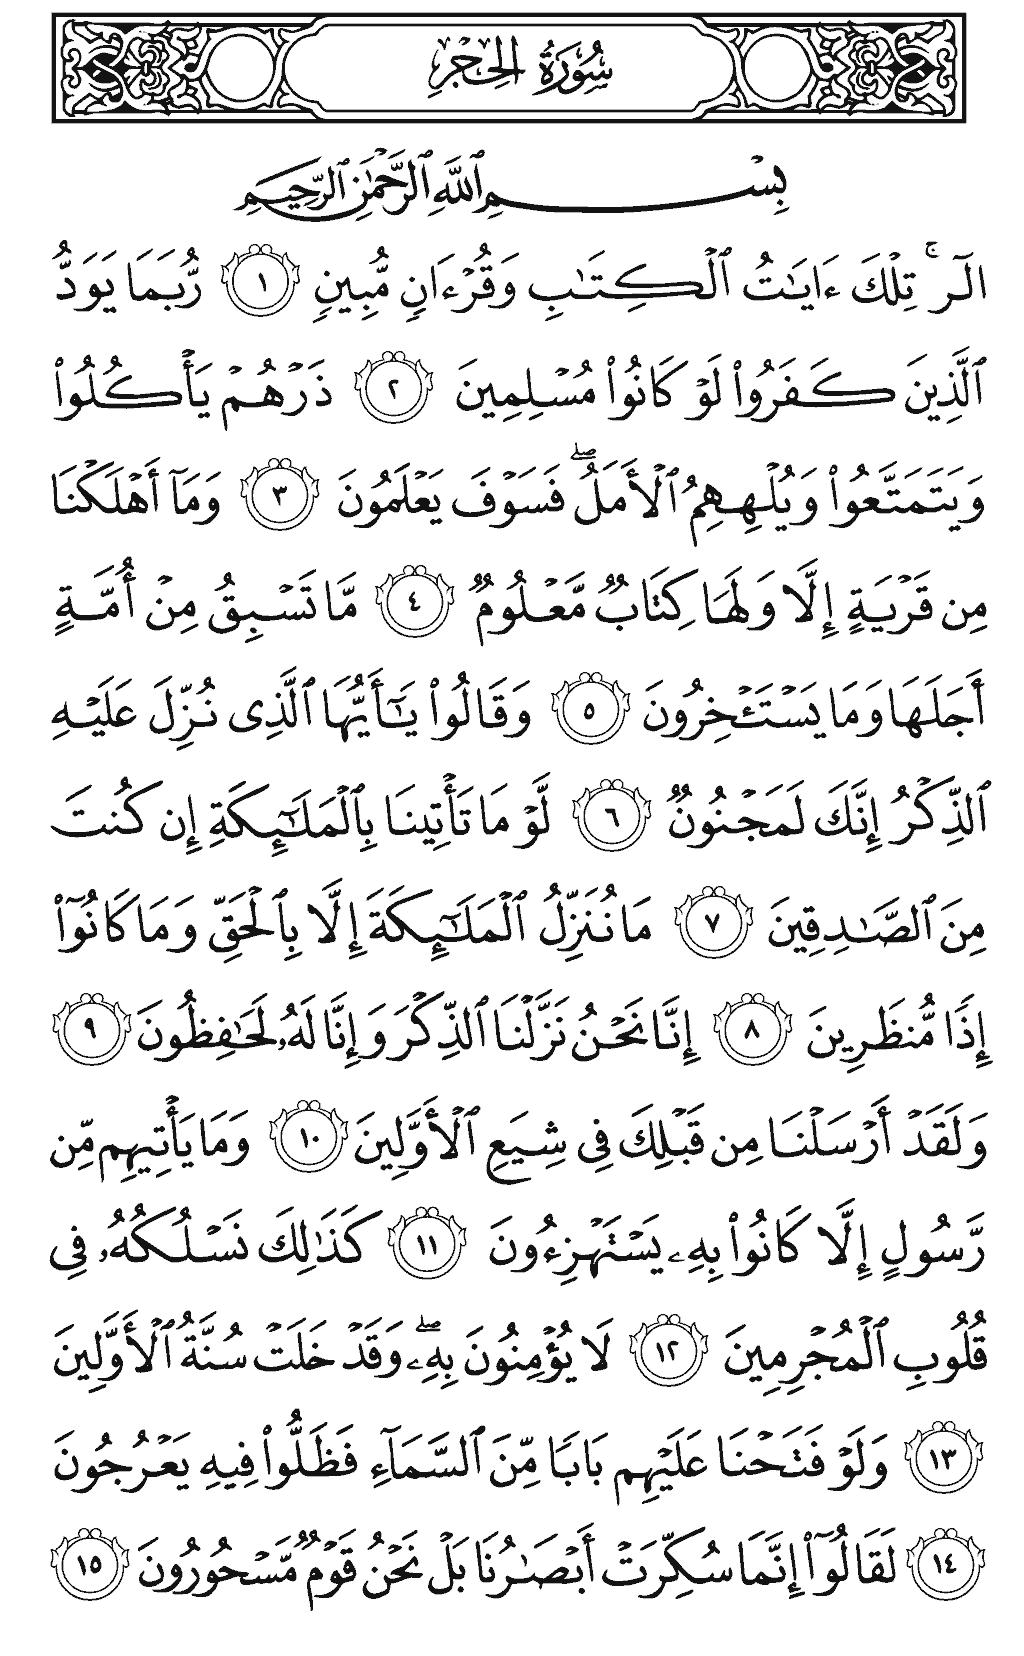 سُورَةُ الحِجْرِ
بِسْمِ ٱللَّهِ ٱلرَّحْمَٰنِ ٱلرَّحِيمِ
الٓرۚ تِلْكَ ءَايَٰتُ ٱلْكِتَٰبِ وَقُرْءَانٍ مُّبِينٍ ١ رُّبَمَا يَوَدُّ
ٱلَّذِينَ كَفَرُوا۟ لَوْ كَانُوا۟ مُسْلِمِينَ ٢ ذَرْهُمْ يَأْكُلُوا۟
وَيَتَمَتَّعُوا۟ وَيُلْهِهِمُ ٱلْأَمَلُۖ فَسَوْفَ يَعْلَمُونَ ٣ وَمَآ أَهْلَكْنَا
مِن قَرْيَةٍ إِلَّا وَلَهَا كِتَابٌ مَّعْلُومٌ ٤ مَّا تَسْبِقُ مِنْ أُمَّةٍ
أَجَلَهَا وَمَا يَسْتَـْٔخِرُونَ ٥ وَقَالُوا۟ يَٰٓأَيُّهَا ٱلَّذِى نُزِّلَ عَلَيْهِ
ٱلذِّكْرُ إِنَّكَ لَمَجْنُونٌ ٦ لَّوْ مَا تَأْتِينَا بِٱلْمَلَٰٓئِكَةِ إِن كُنتَ
مِنَ ٱلصَّٰدِقِينَ ٧ مَا نُنَزِّلُ ٱلْمَلَٰٓئِكَةَ إِلَّا بِٱلْحَقِّ وَمَا كَانُوٓا۟
إِذًا مُّنظَرِينَ ٨ إِنَّا نَحْنُ نَزَّلْنَا ٱلذِّكْرَ وَإِنَّا لَهُۥ لَحَٰفِظُونَ ٩
وَلَقَدْ أَرْسَلْنَا مِن قَبْلِكَ فِى شِيَعِ ٱلْأَوَّلِينَ ١٠ وَمَا يَأْتِيهِم مِّن
رَّسُولٍ إِلَّا كَانُوا۟ بِهِۦ يَسْتَهْزِءُونَ ١١ كَذَٰلِكَ نَسْلُكُهُۥ فِى
قُلُوبِ ٱلْمُجْرِمِينَ ١٢ لَا يُؤْمِنُونَ بِهِۦۖ وَقَدْ خَلَتْ سُنَّةُ ٱلْأَوَّلِينَ
١٣ وَلَوْ فَتَحْنَا عَلَيْهِم بَابًا مِّنَ ٱلسَّمَآءِ فَظَلُّوا۟ فِيهِ يَعْرُجُونَ
١٤ لَقَالُوٓا۟ إِنَّمَا سُكِّرَتْ أَبْصَٰرُنَا بَلْ نَحْنُ قَوْمٌ مَّسْحُورُونَ ١٥